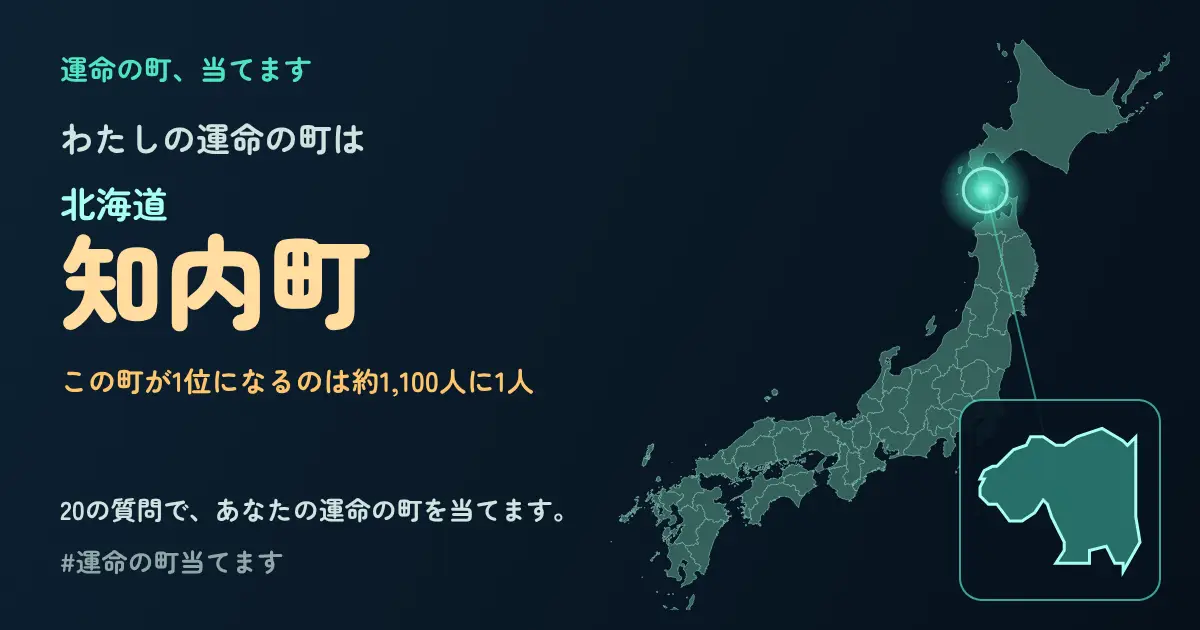 運命の町、当てます
わたしの運命の町は
北海道
知内町
この町が1位になるのは約1,100人に1人
20の質問で、あなたの運命の町を当てます。
#運命の町当てます